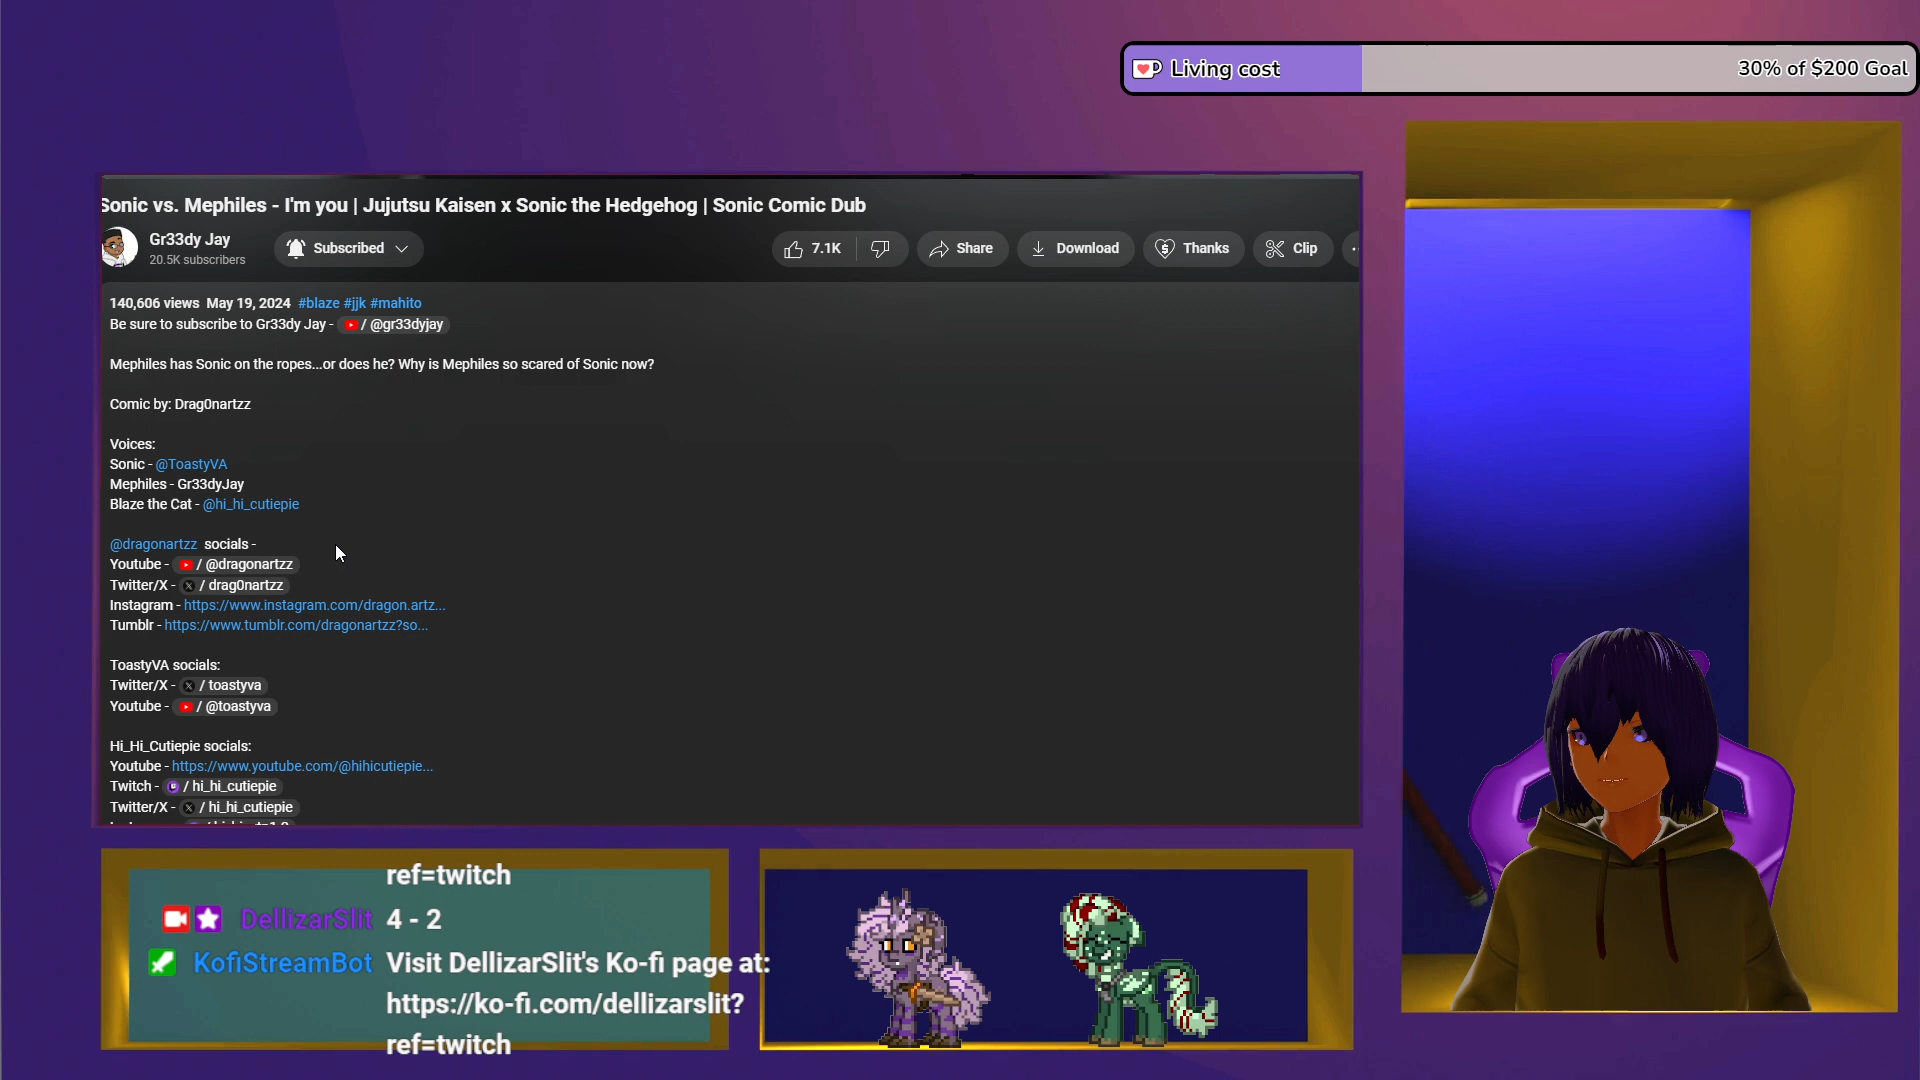 Living cost
30% of $200 Goal
Sonic vs. Mephiles - I'm you | Jujutsu Kaisen x Sonic the Hedgehog | Sonic Comic Dub
Gr33dy Jay
20.5K subscribers
Subscribed
7.1K
Share
Download
Thanks
Clip
140,606 views May 19, 2024 #blaze #jjk #mahito
Be sure to subscribe to Gr33dy Jay - / @gr33dyjay
Mephiles has Sonic on the ropes...or does he? Why is Mephiles so scared of Sonic now?
Comic by: Drag0nartzz
Voices:
Sonic - @ToastyVA
Mephiles - Gr33dyJay
Blaze the Cat - @hi_hi_cutiepie
@dragonartzz socials -
Youtube - / @dragonartzz
Twitter/X - / drag0nartzz
Instagram - https://www.instagram.com/dragon.artz...
Tumblr - https://www.tumblr.com/dragonartzz?so...
ToastyVA socials:
Twitter/X - / toastyva
Youtube - / @toastyva
Hi_Hi_Cutiepie socials:
Youtube - https://www.youtube.com/@hihicutiepie...
Twitch - / hi_hi_cutiepie
Twitter/X - / hi_hi_cutiepie
ref=twitch
DellizarSlit 4 - 2
KofiStreamBot Visit DellizarSlit's Ko-fi page at:
https://ko-fi.com/dellizarslit?
ref=twitch